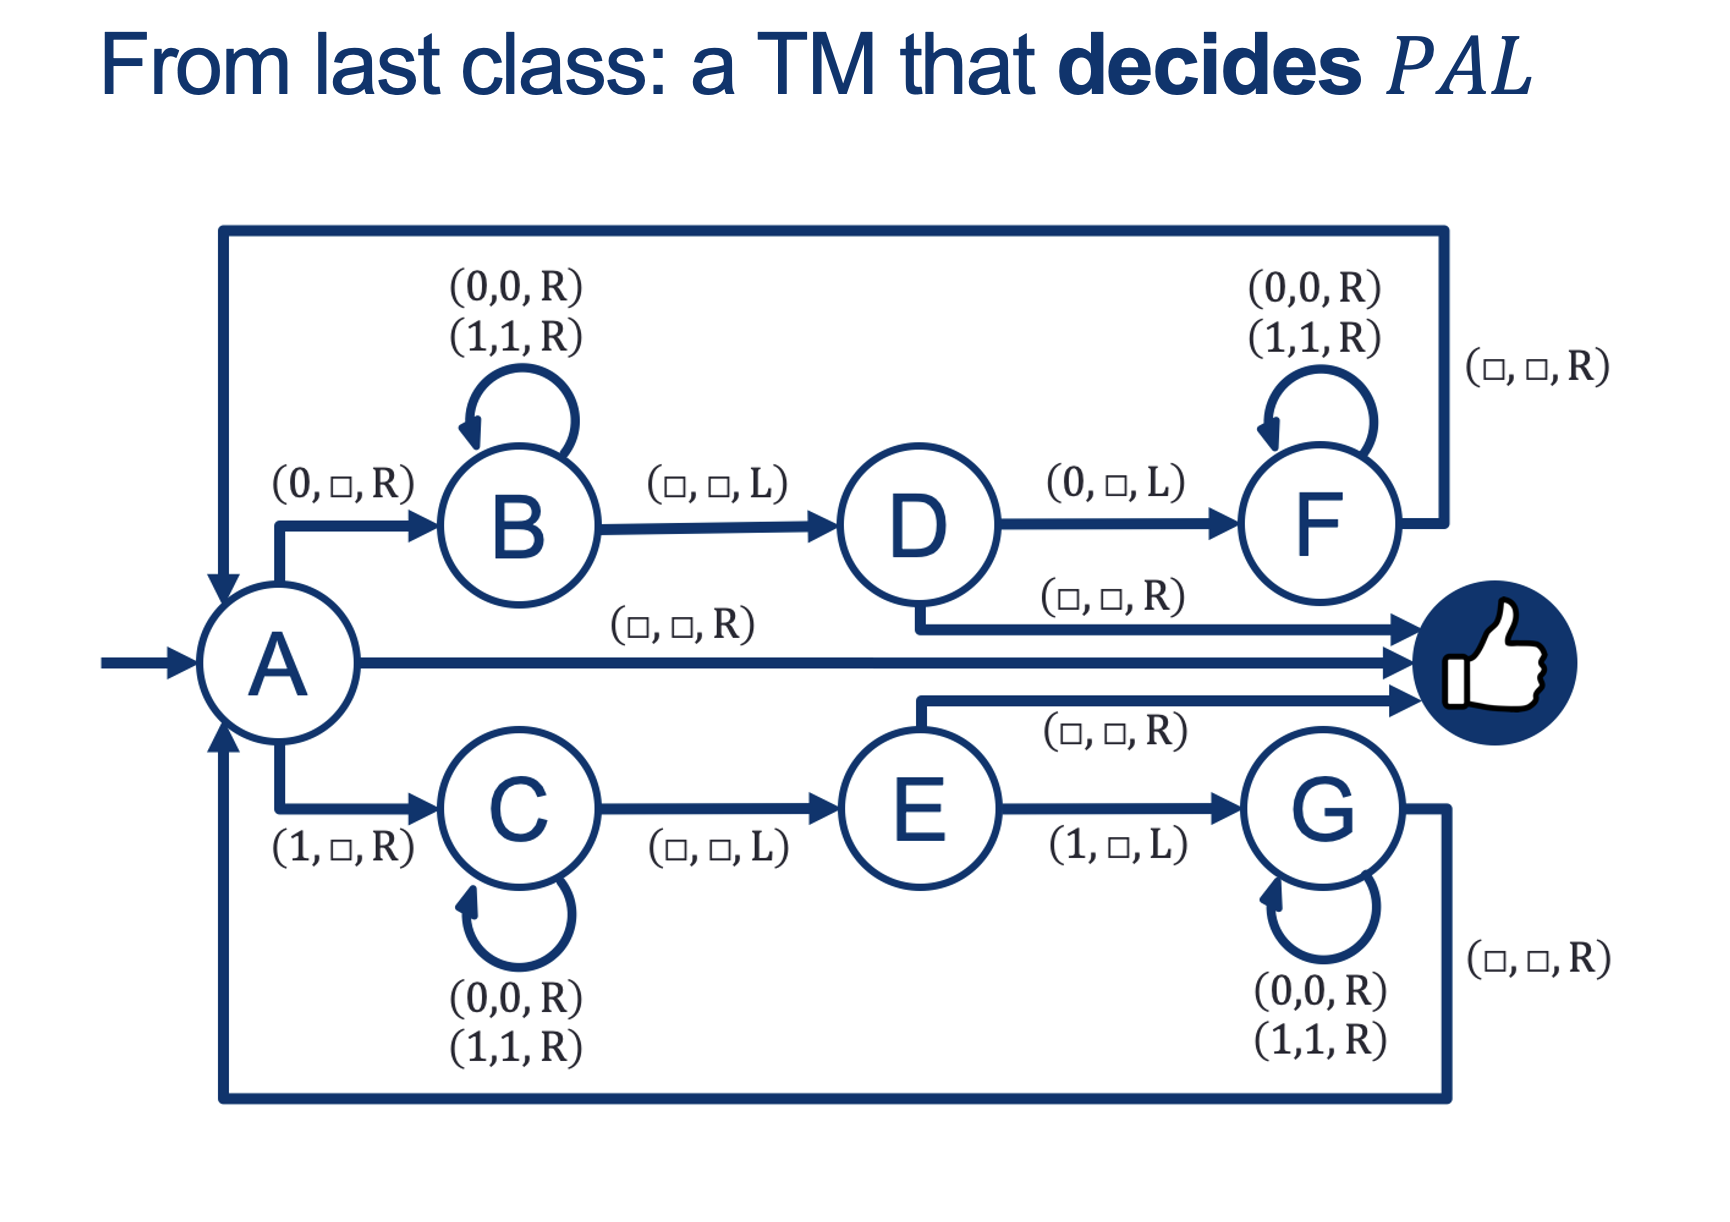 From last class: a TM that decides 𝑃𝐴𝐿
(0,0, R)
(1,1, R)
(0,0, R)
(1,1, R)
(□, □, R)
(0, □, R)
B
(□, □, L)
D
(0, □, L)
F
(□, □, R)
(□, □, R)
A
(□, □, R)
(1, □, R)
C
(□, □, L)
E
(1, □, L)
G
(0,0, R)
(1,1, R)
(0,0, R)
(1,1, R)
(□, □, R)